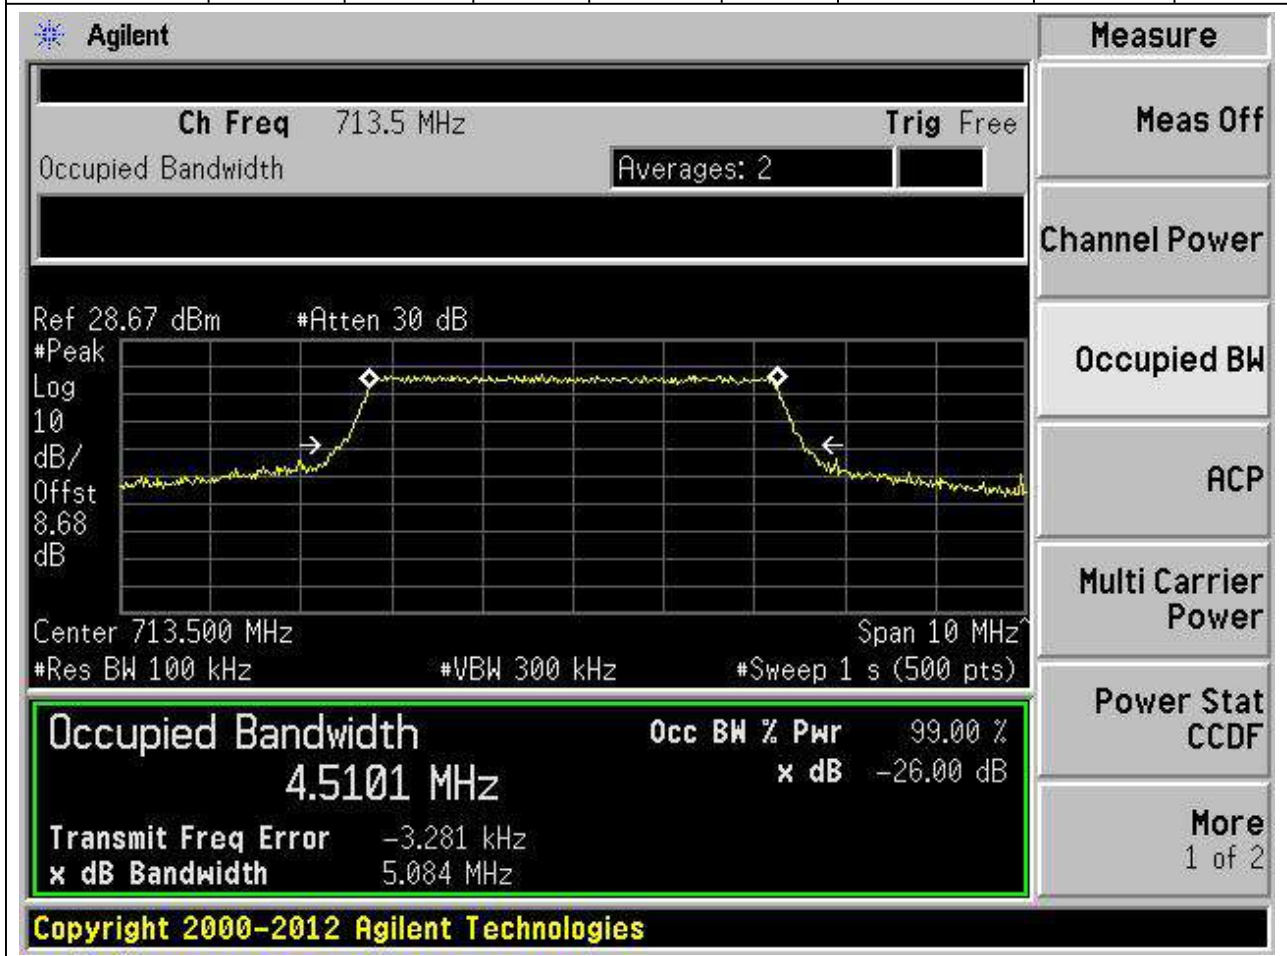 Agilent
Measure
Ch Freq 713.5 MHz Trig Free
Meas Off
Occupied Bandwidth Averages: 2
Channel Power
Ref 28.67 dBm #Atten 30 dB
#Peak
Log
10
dB/
Offst
8.68
dB
Occupied BW
ACP
Center 713.500 MHz Span 10 MHz^
#Res BW 100 kHz #VBW 300 kHz #Sweep 1 s (500 pts)
Multi Carrier
Power
Occupied Bandwidth Occ BW % Pwr 99.00 %
4.5101 MHz x dB -26.00 dB
Transmit Freq Error -3.281 kHz
x dB Bandwidth 5.084 MHz
Power Stat
CCDF
More
1 of 2
Copyright 2000-2012 Agilent Technologies